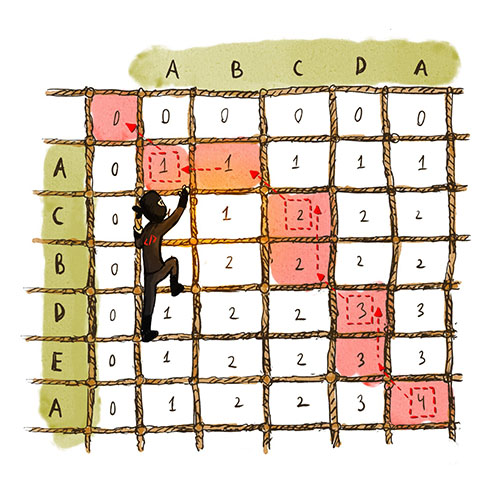 A B C D A
0 0 0 0 0 0
A 0 1 1 1 1 1
C 0 1 2 2 2
</>
B 0 2 2 2 2
D 0 1 2 2 3 3
E 0 1 2 2 3 3
A 0 1 2 2 3 4